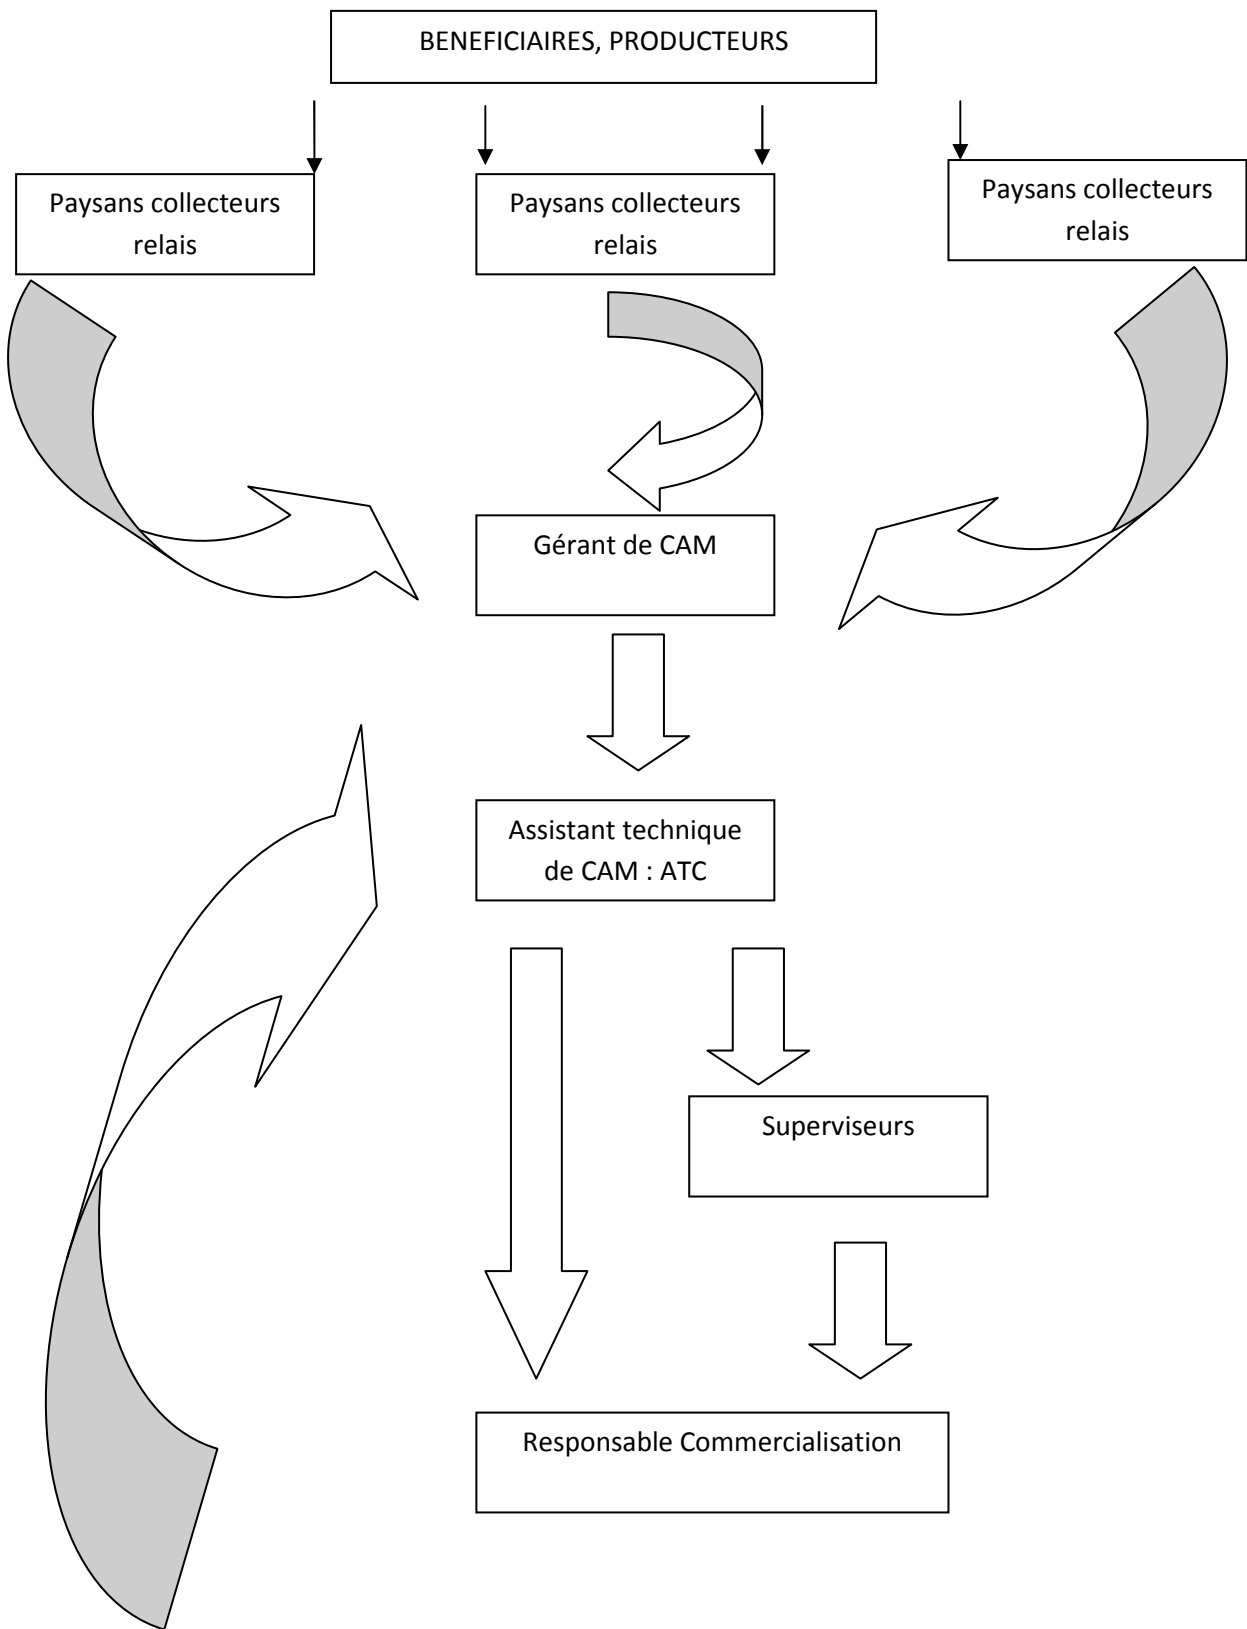 BENEFICIAIRES, PRODUCTEURS
Paysans collecteurs
relais
Paysans collecteurs
relais
Paysans collecteurs
relais
Gérant de CAM
Assistant technique
de CAM : ATC
Superviseurs
Responsable Commercialisation